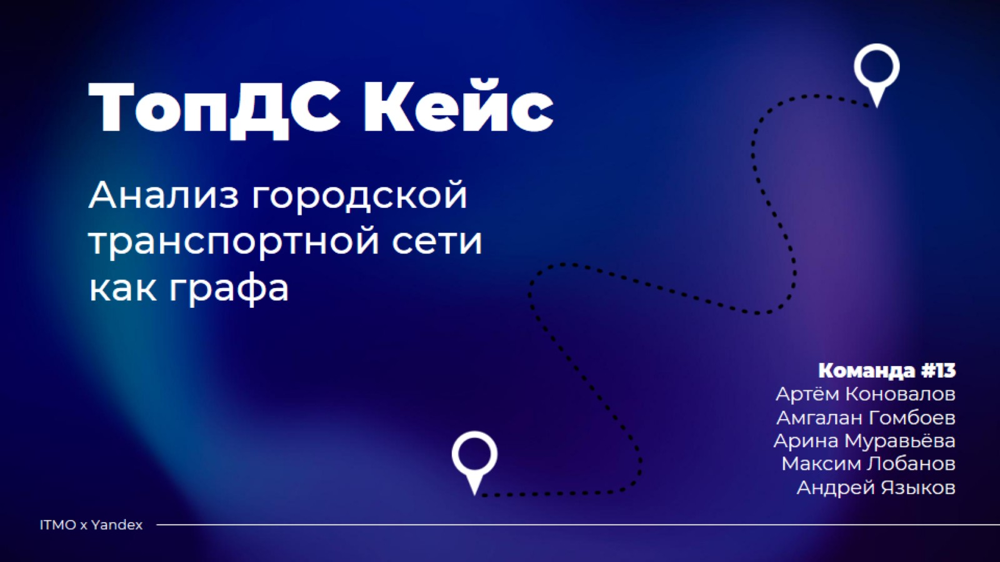 ТопДС Кейс
Анализ городской
транспортной сети
как графа
Команда #13
Артём Коновалов
Амгалан Гомбоев
Арина Муравьёва
Максим Лобанов
Андрей Языков
ITMO x Yandex